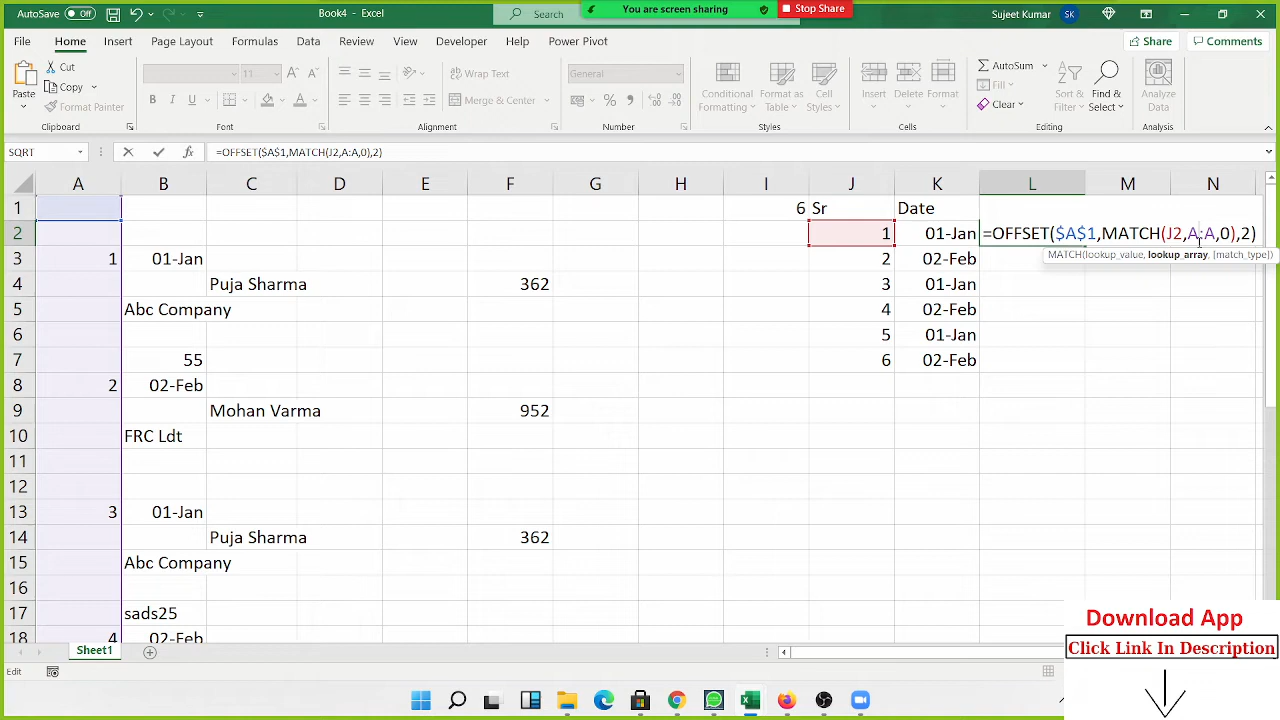 AutoSave Off Book4 - Excel Search You are screen sharing Stop Share Sujeet Kumar SK
File Home Insert Page Layout Formulas Data Review View Developer Help Power Pivot Share Comments
Paste Cut Copy Format Painter
11 Wrap Text Merge & Center General
Conditional Formatting Format as Table Cell Styles Insert Delete Format
AutoSum Fill Clear Sort & Filter Find & Select Analyze Data
Clipboard Font Alignment Number Styles Cells Editing Analysis
SQRT =OFFSET($A$1,MATCH(J2,A:A,0),2)
A B C D E F G H I J K L M N
1 6 Sr Date
2 1 01-Jan =OFFSET($A$1,MATCH(J2,A:A,0),2)
MATCH(lookup_value, lookup_array, [match_type])
3 1 01-Jan 2 02-Feb
4 Puja Sharma 362 3 01-Jan
5 Abc Company 4 02-Feb
6 5 01-Jan
7 55 6 02-Feb
8 2 02-Feb
9 Mohan Varma 952
10 FRC Ldt
11
12
13 3 01-Jan
14 Puja Sharma 362
15 Abc Company
16
17 sads25
18 4 02-Feb
Sheet1
Edit
Download App
Click Link In Description